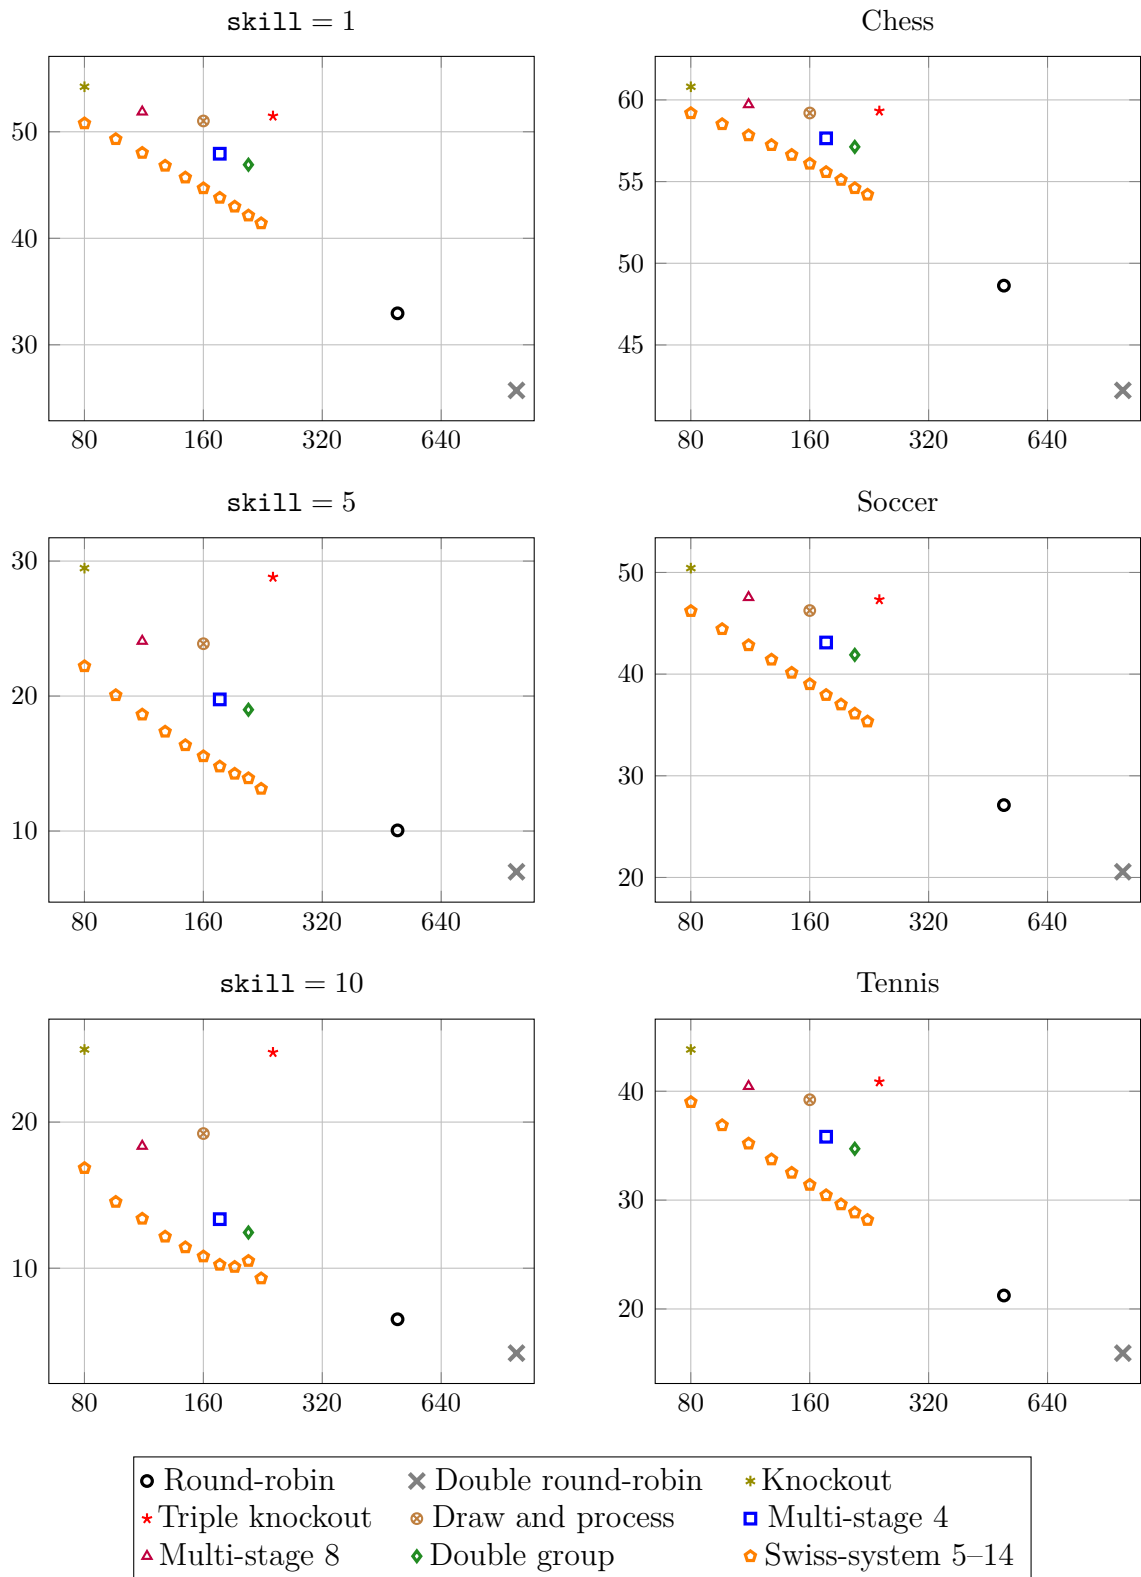 skill = 1
50
40
30
80 160 320 640
Chess
60
55
50
45
80 160 320 640
skill = 5
30
20
10
80 160 320 640
Soccer
50
40
30
20
80 160 320 640
skill = 10
20
10
80 160 320 640
Tennis
40
30
20
80 160 320 640
Round-robin Double round-robin Knockout
Triple knockout Draw and process Multi-stage 4
Multi-stage 8 Double group Swiss-system 5–14